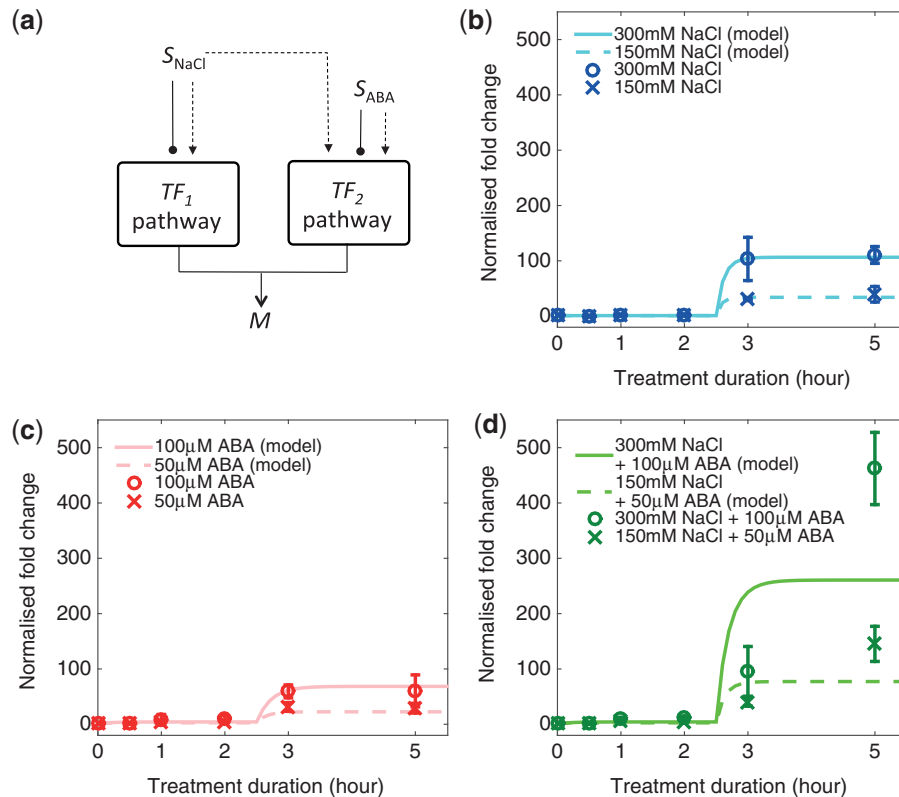 (a)
S_NaCl
S_ABA
TF_1
pathway
TF_2
pathway
M
(b)
300mM NaCl (model)
150mM NaCl (model)
300mM NaCl
150mM NaCl
Normalised fold change
500
400
300
200
100
0
0 1 2 3 5
Treatment duration (hour)
(c)
100μM ABA (model)
50μM ABA (model)
100μM ABA
50μM ABA
Normalised fold change
500
400
300
200
100
0
0 1 2 3 5
Treatment duration (hour)
(d)
300mM NaCl
+ 100μM ABA (model)
150mM NaCl
+ 50μM ABA (model)
300mM NaCl + 100μM ABA
150mM NaCl + 50μM ABA
Normalised fold change
500
400
300
200
100
0
0 1 2 3 5
Treatment duration (hour)